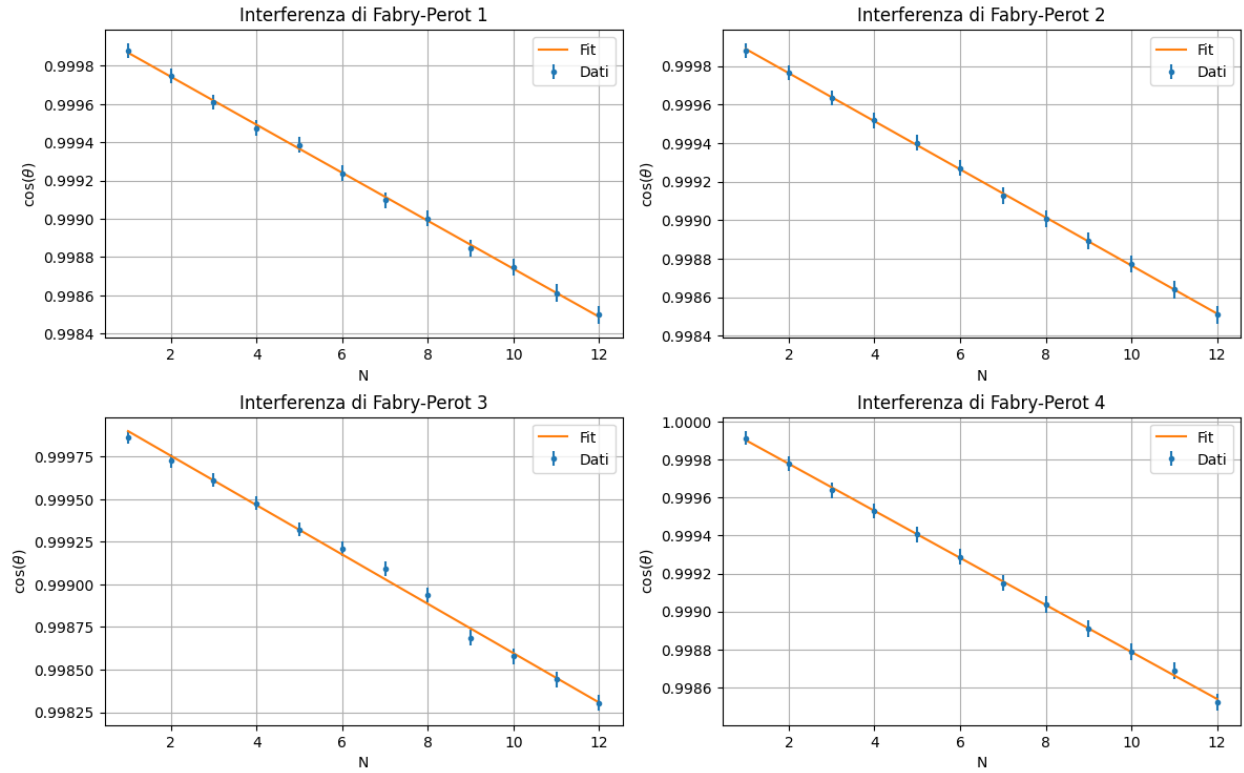 Interferenza di Fabry-Perot 1
Fit
Dati
0.9998
0.9996
0.9994
0.9992
0.9990
0.9988
0.9986
0.9984
cos(θ)
2 4 6 8 10 12
N
Interferenza di Fabry-Perot 2
Fit
Dati
0.9998
0.9996
0.9994
0.9992
0.9990
0.9988
0.9986
0.9984
cos(θ)
2 4 6 8 10 12
N
Interferenza di Fabry-Perot 3
Fit
Dati
0.99975
0.99950
0.99925
0.99900
0.99875
0.99850
0.99825
cos(θ)
2 4 6 8 10 12
N
Interferenza di Fabry-Perot 4
Fit
Dati
1.0000
0.9998
0.9996
0.9994
0.9992
0.9990
0.9988
0.9986
cos(θ)
2 4 6 8 10 12
N